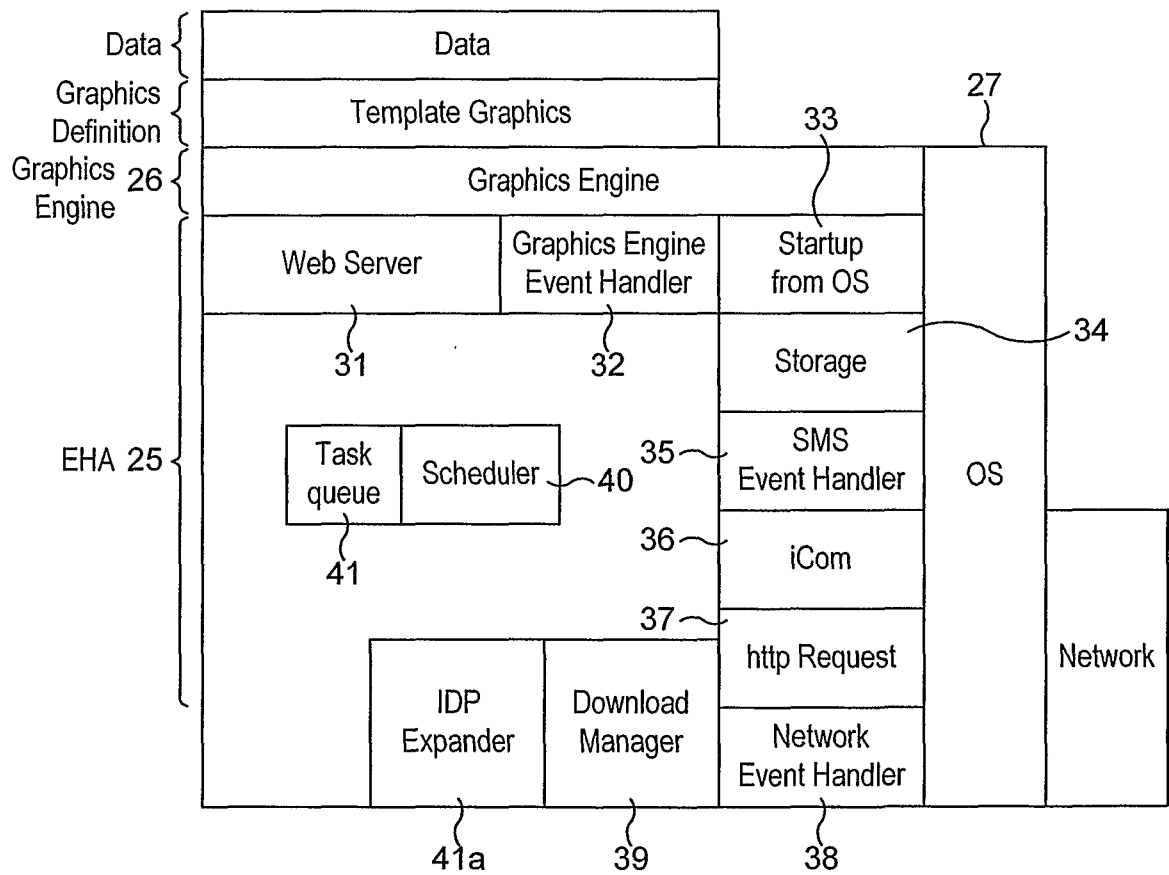 Data
Data
Graphics
Definition
Template Graphics
27
33
Graphics
Engine
26
Graphics Engine
Web Server
Graphics Engine
Event Handler
Startup
from OS
31
32
34
Storage
EHA 25
Task
queue
Scheduler
40
35
SMS
Event Handler
OS
41
36
iCom
37
http Request
Network
IDP
Expander
Download
Manager
Network
Event Handler
41a
39
38